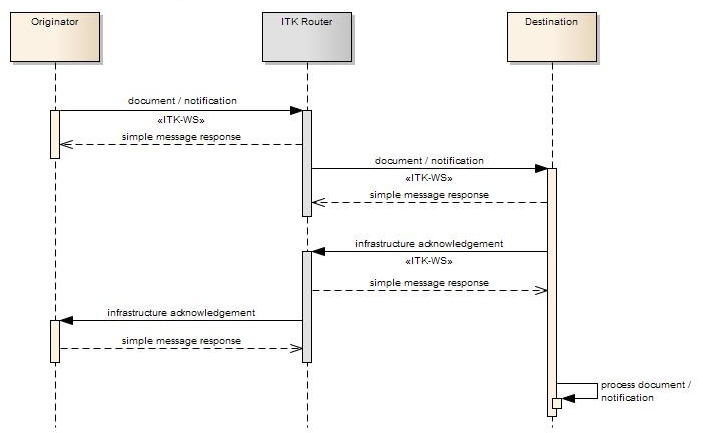 Originator
ITK Router
Destination
document / notification
«ITK-WS»
simple message response
document / notification
«ITK-WS»
simple message response
infrastructure acknowledgement
«ITK-WS»
simple message response
infrastructure acknowledgement
simple message response
process document /
notification